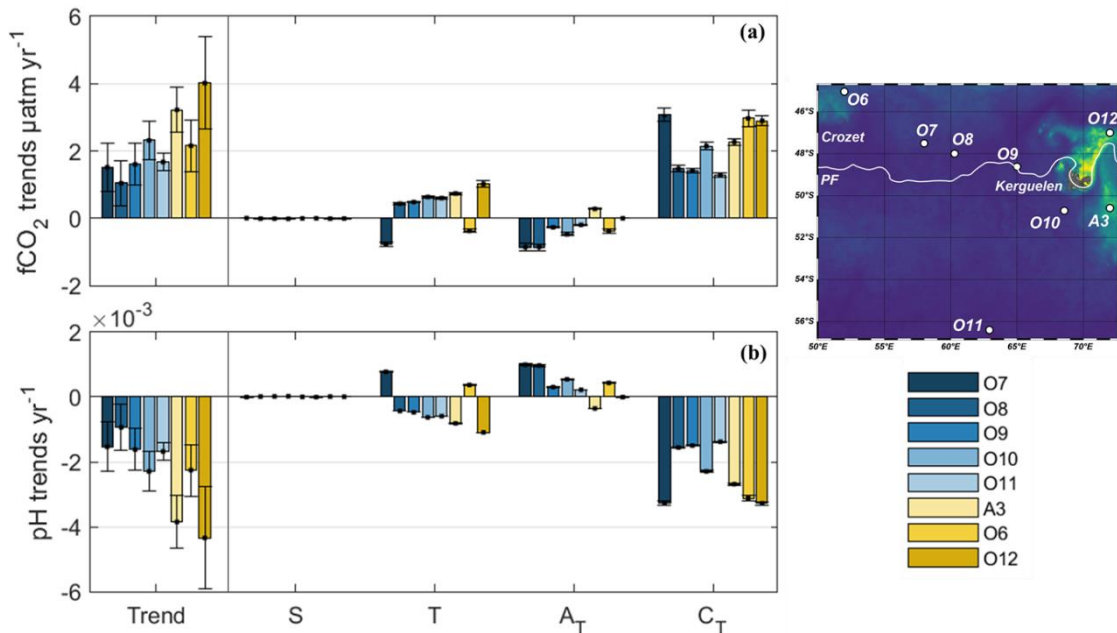 (a)
fCO₂ trends μatm yr⁻¹
6
4
2
0
-2
(b)
pH trends yr⁻¹
× 10⁻³
2
0
-2
-4
-6
Trend S T A_T C_T
46°S
48°S
50°S
52°S
54°S
56°S
50°E 55°E 60°E 65°E 70°E
O6
Crozet
O7
O8
O9
O12
PF
Kerguelen
O10
A3
O11
O7
O8
O9
O10
O11
A3
O6
O12